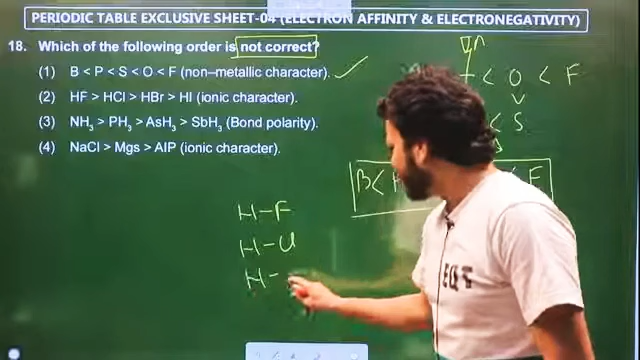 PERIODIC TABLE EXCLUSIVE SHEET-04 (ELECTRON AFFINITY & ELECTRONEGATIVITY)
18. Which of the following order is not correct?
(1) B < P < S < O < F (non–metallic character).
(2) HF > HCl > HBr > HI (ionic character).
(3) NH₃ > PH₃ > AsH₃ > SbH₃ (Bond polarity).
(4) NaCl > Mgs > AlP (ionic character).
< O < F
< S
B <
< F
H–F
H–Cl
H–